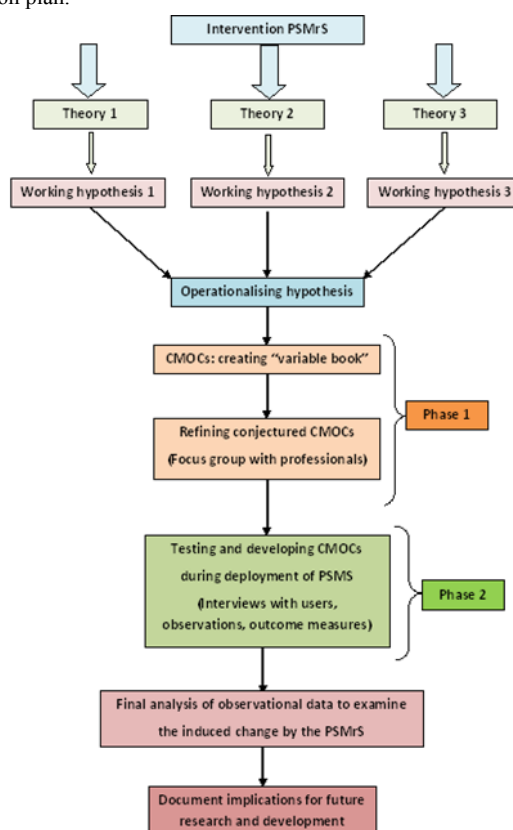 on plan.
Intervention PSMrS
Theory 1
Theory 2
Theory 3
Working hypothesis 1
Working hypothesis 2
Working hypothesis 3
Operationalising hypothesis
CMOCs: creating “variable book”
Phase 1
Refining conjectured CMOCs
(Focus group with professionals)
Testing and developing CMOCs
during deployment of PSMS
(Interviews with users,
observations, outcome measures)
Phase 2
Final analysis of observational data to examine
the induced change by the PSMrS
Document implications for future
research and development